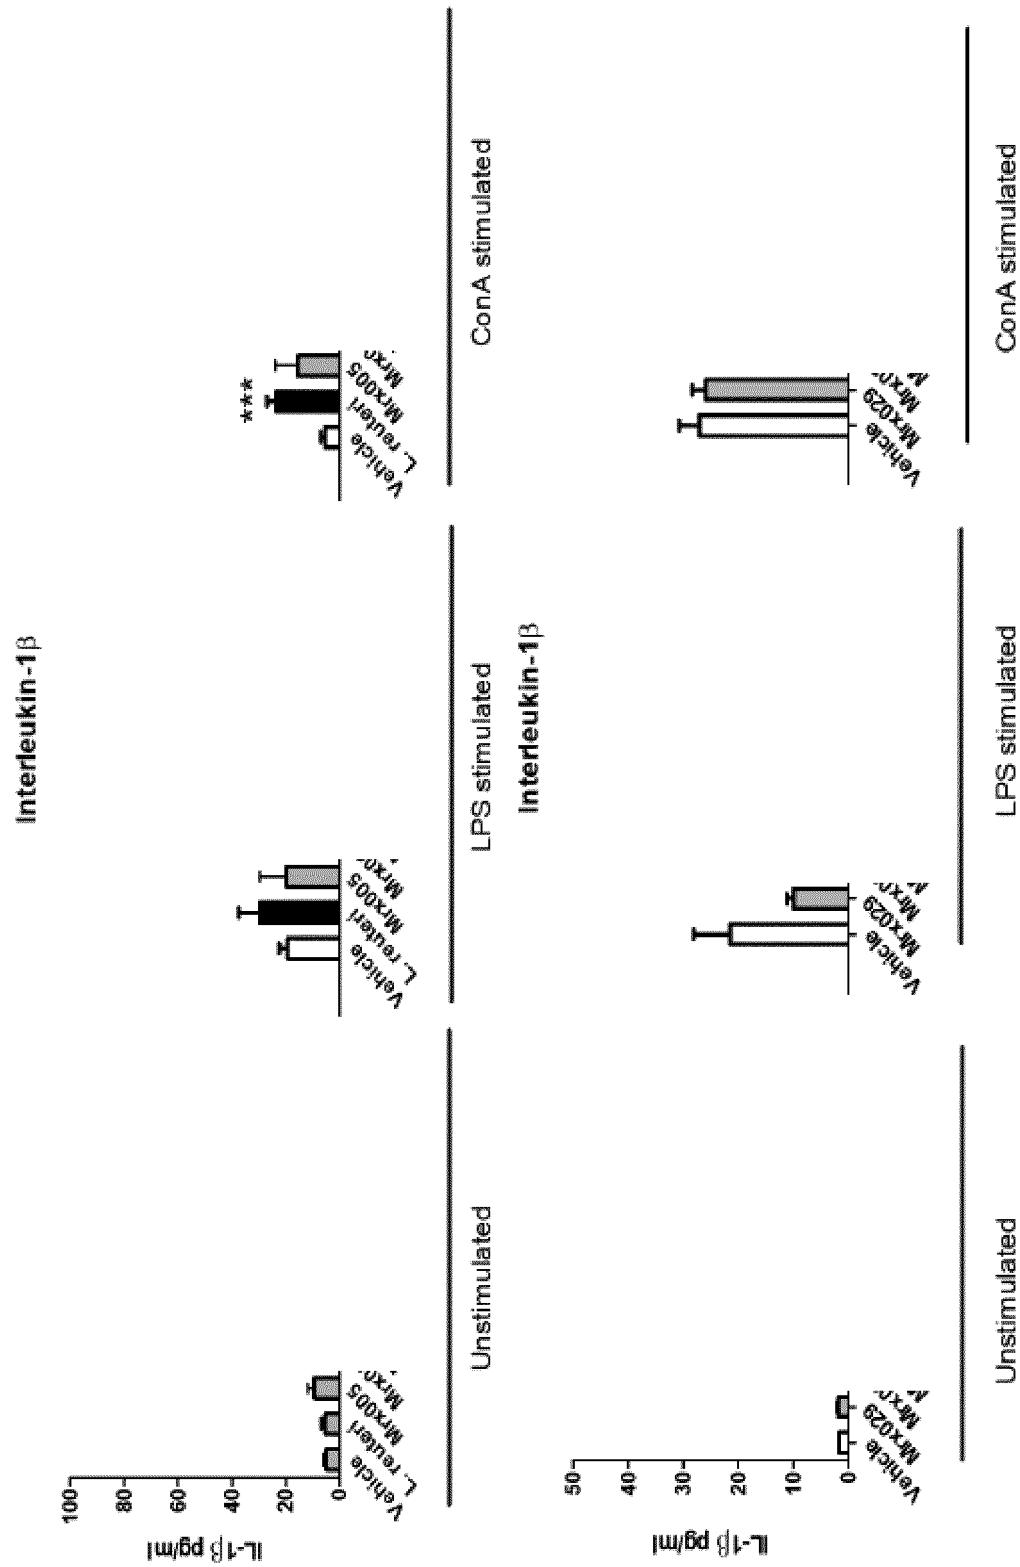 Interleukin-1β
IL-1β pg/ml
100
80
60
40
20
0
Vehicle
L. reuteri
Mrx005
Vehicle
L. reuteri
Mrx005
***
Vehicle
L. reuteri
Mrx005
Unstimulated
LPS stimulated
ConA stimulated
Interleukin-1β
IL-1β pg/ml
50
40
30
20
10
0
Vehicle
Mrx029
Vehicle
Mrx029
Vehicle
Mrx029
Unstimulated
LPS stimulated
ConA stimulated